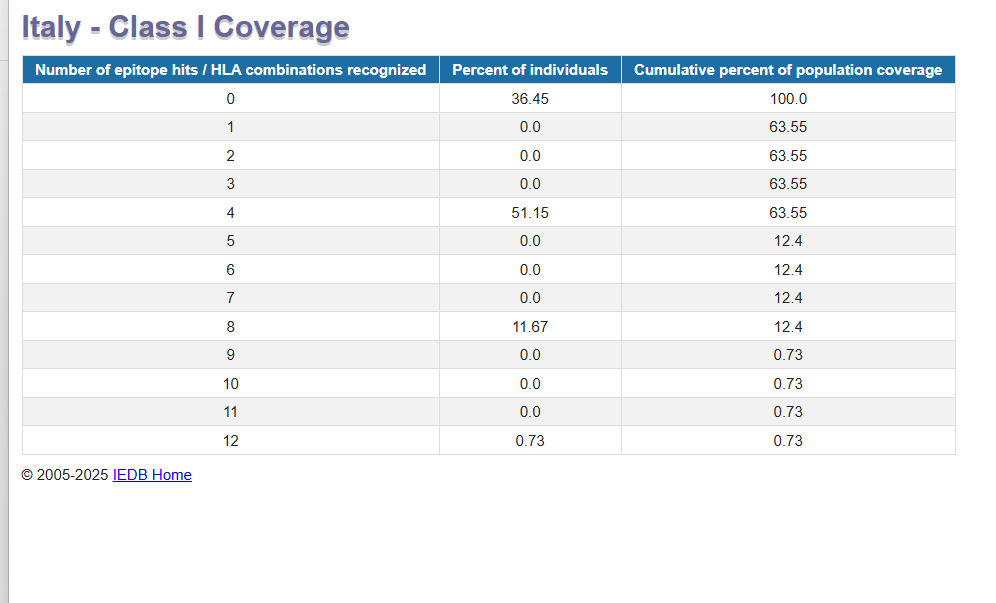 Italy - Class I Coverage
Number of epitope hits / HLA combinations recognized Percent of individuals Cumulative percent of population coverage
0 36.45 100.0
1 0.0 63.55
2 0.0 63.55
3 0.0 63.55
4 51.15 63.55
5 0.0 12.4
6 0.0 12.4
7 0.0 12.4
8 11.67 12.4
9 0.0 0.73
10 0.0 0.73
11 0.0 0.73
12 0.73 0.73
© 2005-2025 IEDB Home